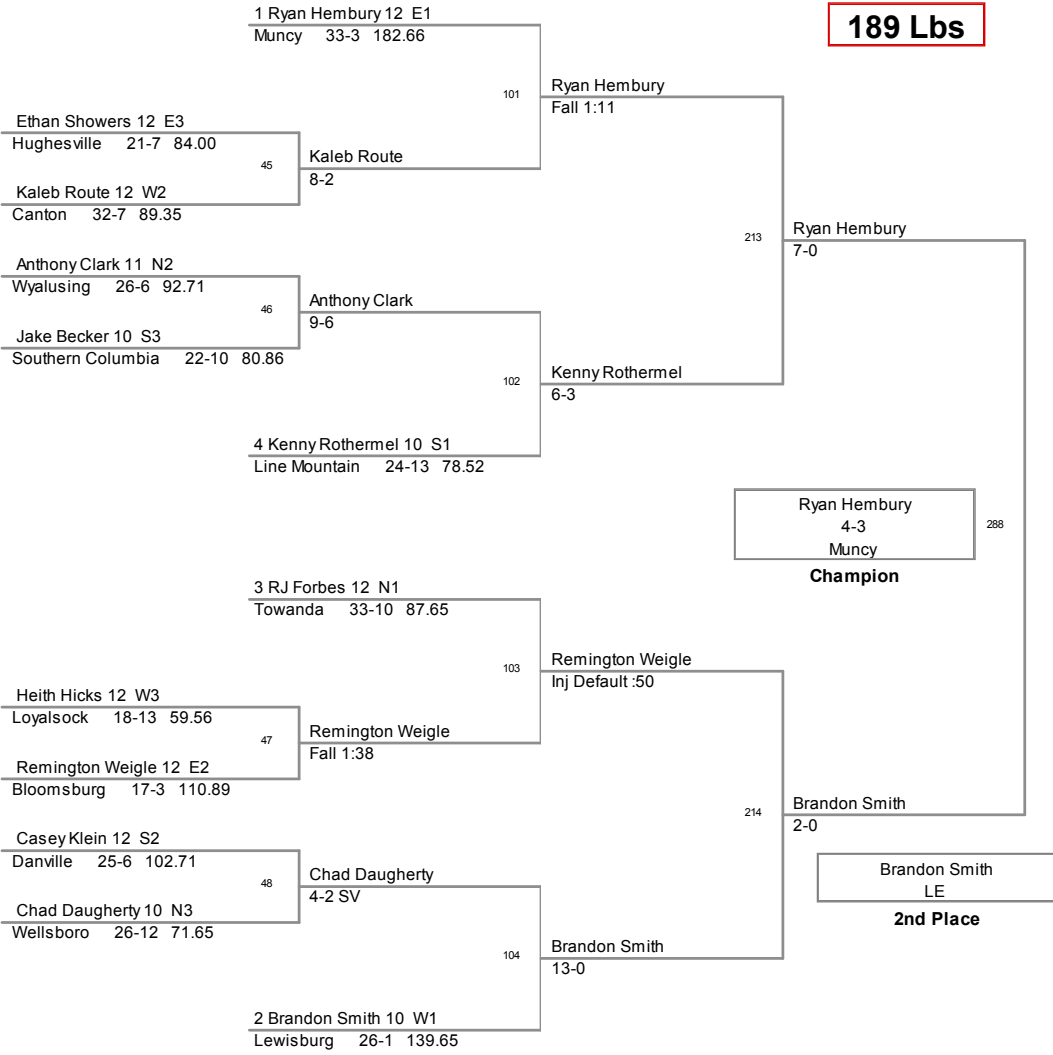 1 Ryan Hembury 12 E1
Muncy 33-3 182.66
189 Lbs
101
Ryan Hembury
Fall 1:11
Ethan Showers 12 E3
Hughesville 21-7 84.00
45
Kaleb Route
8-2
Kaleb Route 12 W2
Canton 32-7 89.35
213
Ryan Hembury
7-0
Anthony Clark 11 N2
Wyalusing 26-6 92.71
46
Anthony Clark
9-6
Jake Becker 10 S3
Southern Columbia 22-10 80.86
102
Kenny Rothermel
6-3
4 Kenny Rothermel 10 S1
Line Mountain 24-13 78.52
Ryan Hembury
4-3
Muncy
288
Champion
3 RJ Forbes 12 N1
Towanda 33-10 87.65
103
Remington Weigle
Inj Default :50
Heith Hicks 12 W3
Loyalsock 18-13 59.56
47
Remington Weigle
Fall 1:38
Remington Weigle 12 E2
Bloomsburg 17-3 110.89
214
Brandon Smith
2-0
Casey Klein 12 S2
Danville 25-6 102.71
48
Chad Daugherty
4-2 SV
Brandon Smith
LE
2nd Place
Chad Daugherty 10 N3
Wellsboro 26-12 71.65
104
Brandon Smith
13-0
2 Brandon Smith 10 W1
Lewisburg 26-1 139.65